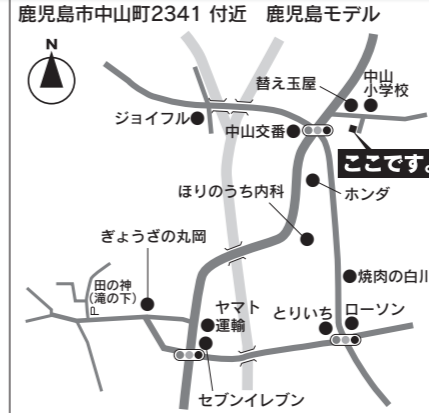 鹿児島市中山町2341 付近　鹿児島モデル
N
替え玉屋
中山
小学校
ジョイフル
中山交番
ここです。
ほりのうち内科
ホンダ
ぎょうざの丸岡
田の神
(滝の下)
P
焼肉の白川
ヤマト
運輸
とりいち
ローソン
セブンイレブン